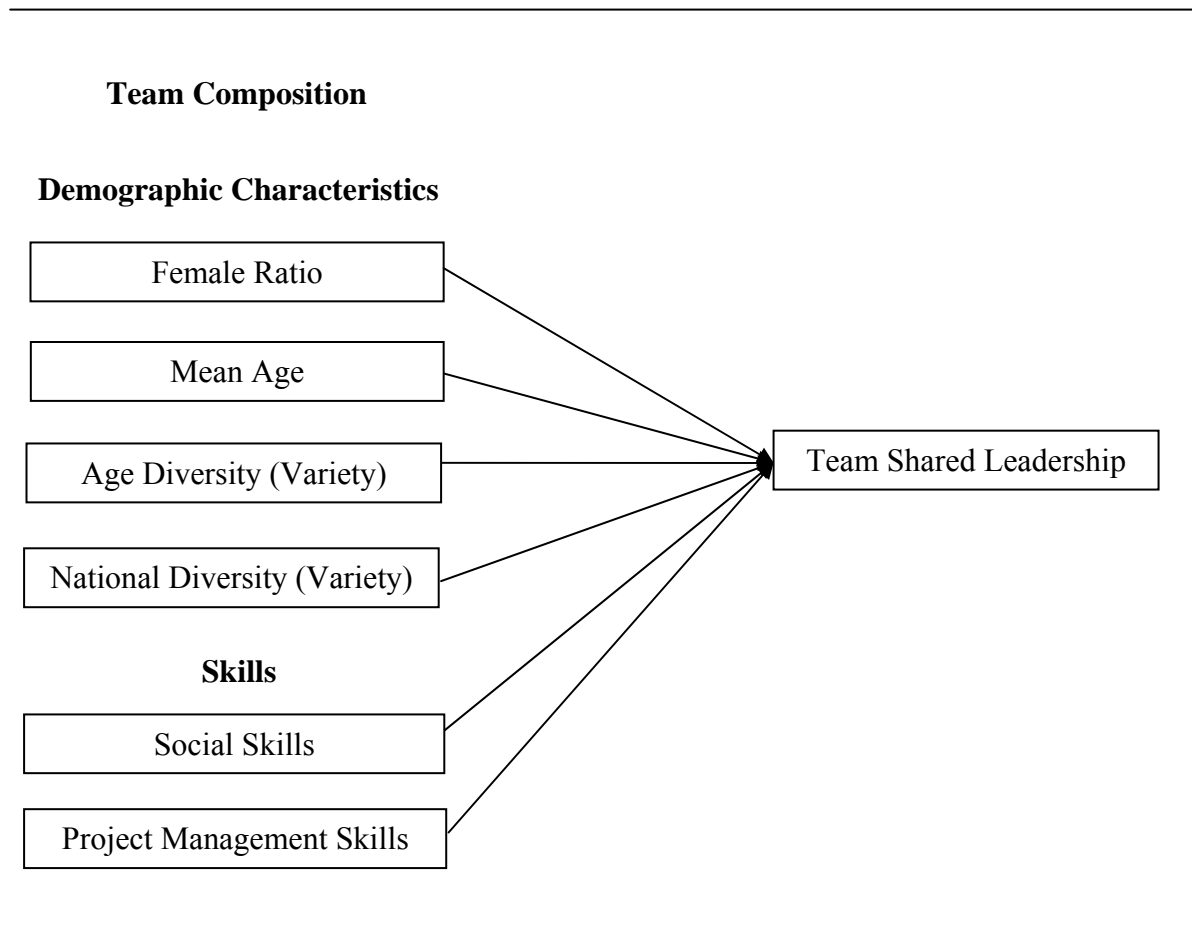 Team Composition
Demographic Characteristics
Female Ratio
Mean Age
Age Diversity (Variety)
National Diversity (Variety)
Skills
Social Skills
Project Management Skills
Team Shared Leadership